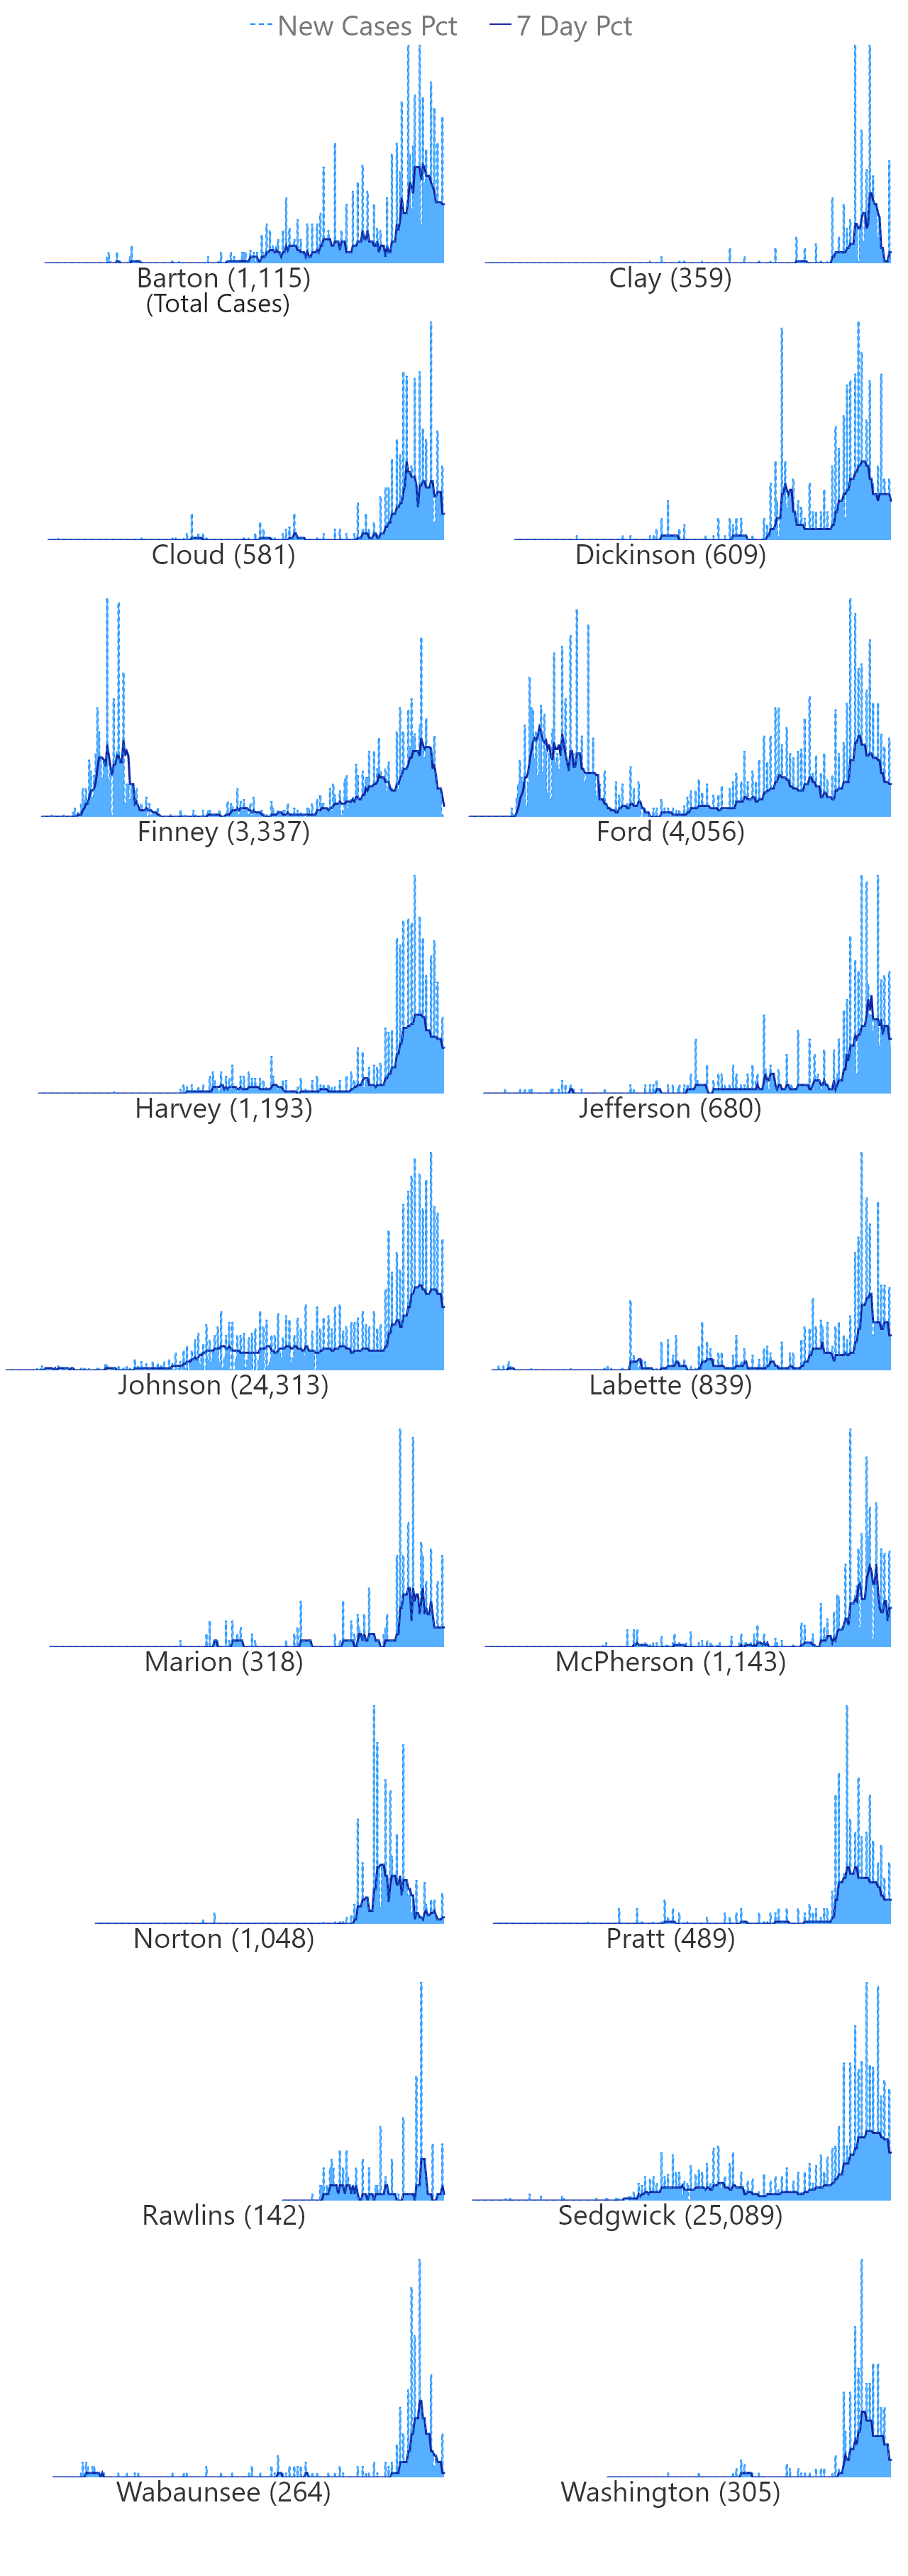 New Cases Pct 7 Day Pct
Barton (1,115) Clay (359)
(Total Cases)
Cloud (581) Dickinson (609)
Finney (3,337) Ford (4,056)
Harvey (1,193) Jefferson (680)
Johnson (24,313) Labette (839)
Marion (318) McPherson (1,143)
Norton (1,048) Pratt (489)
Rawlins (142) Sedgwick (25,089)
Wabaunsee (264) Washington (305)